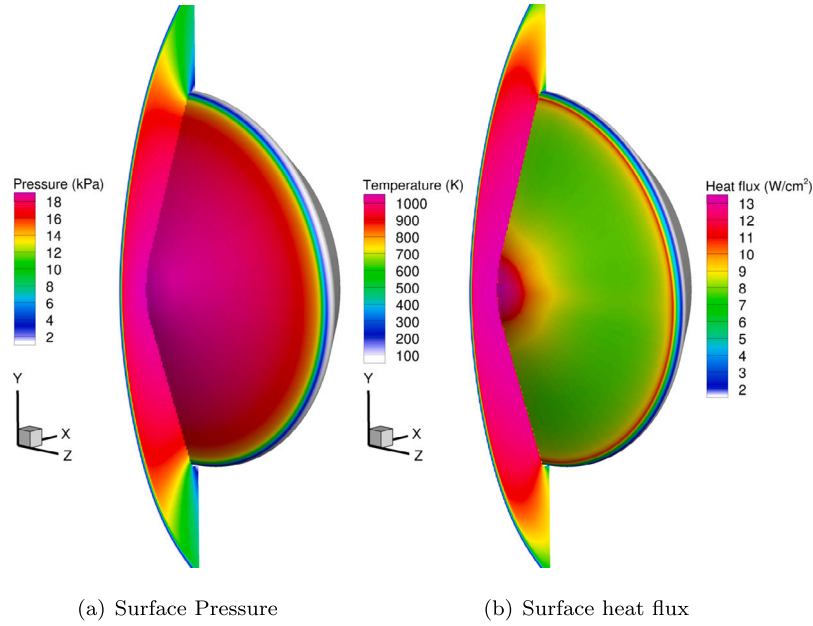 Pressure (kPa)
18
16
14
12
10
8
6
4
2
Y
X
Z
Temperature (K)
1000
900
800
700
600
500
400
300
200
100
Y
X
Z
Heat flux (W/cm²)
13
12
11
10
9
8
7
6
5
4
3
2
(a) Surface Pressure
(b) Surface heat flux